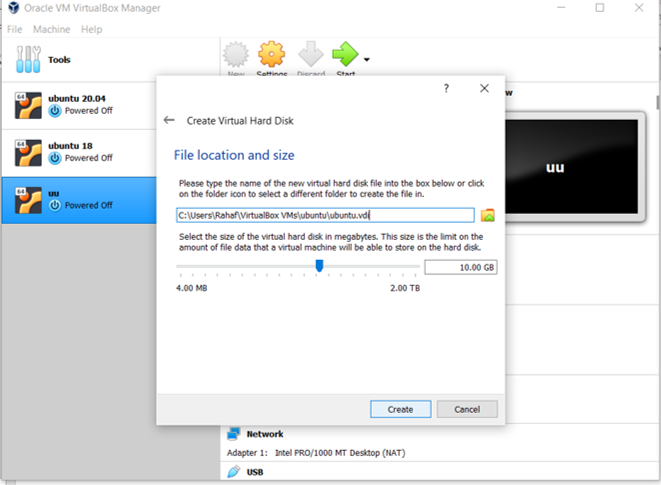 Oracle VM VirtualBox Manager
File Machine Help
Tools
New Settings Discard Start
64 ubuntu 20.04
Powered Off
64 ubuntu 18
Powered Off
64 uu
Powered Off
?
Create Virtual Hard Disk
File location and size
Please type the name of the new virtual hard disk file into the box below or click
on the folder icon to select a different folder to create the file in.
C:\Users\Rahaf\VirtualBox VMs\ubuntu\ubuntu.vdi
Select the size of the virtual hard disk in megabytes. This size is the limit on the
amount of file data that a virtual machine will be able to store on the hard disk.
10.00 GB
4.00 MB 2.00 TB
Create Cancel
uu
Network
Adapter 1: Intel PRO/1000 MT Desktop (NAT)
USB